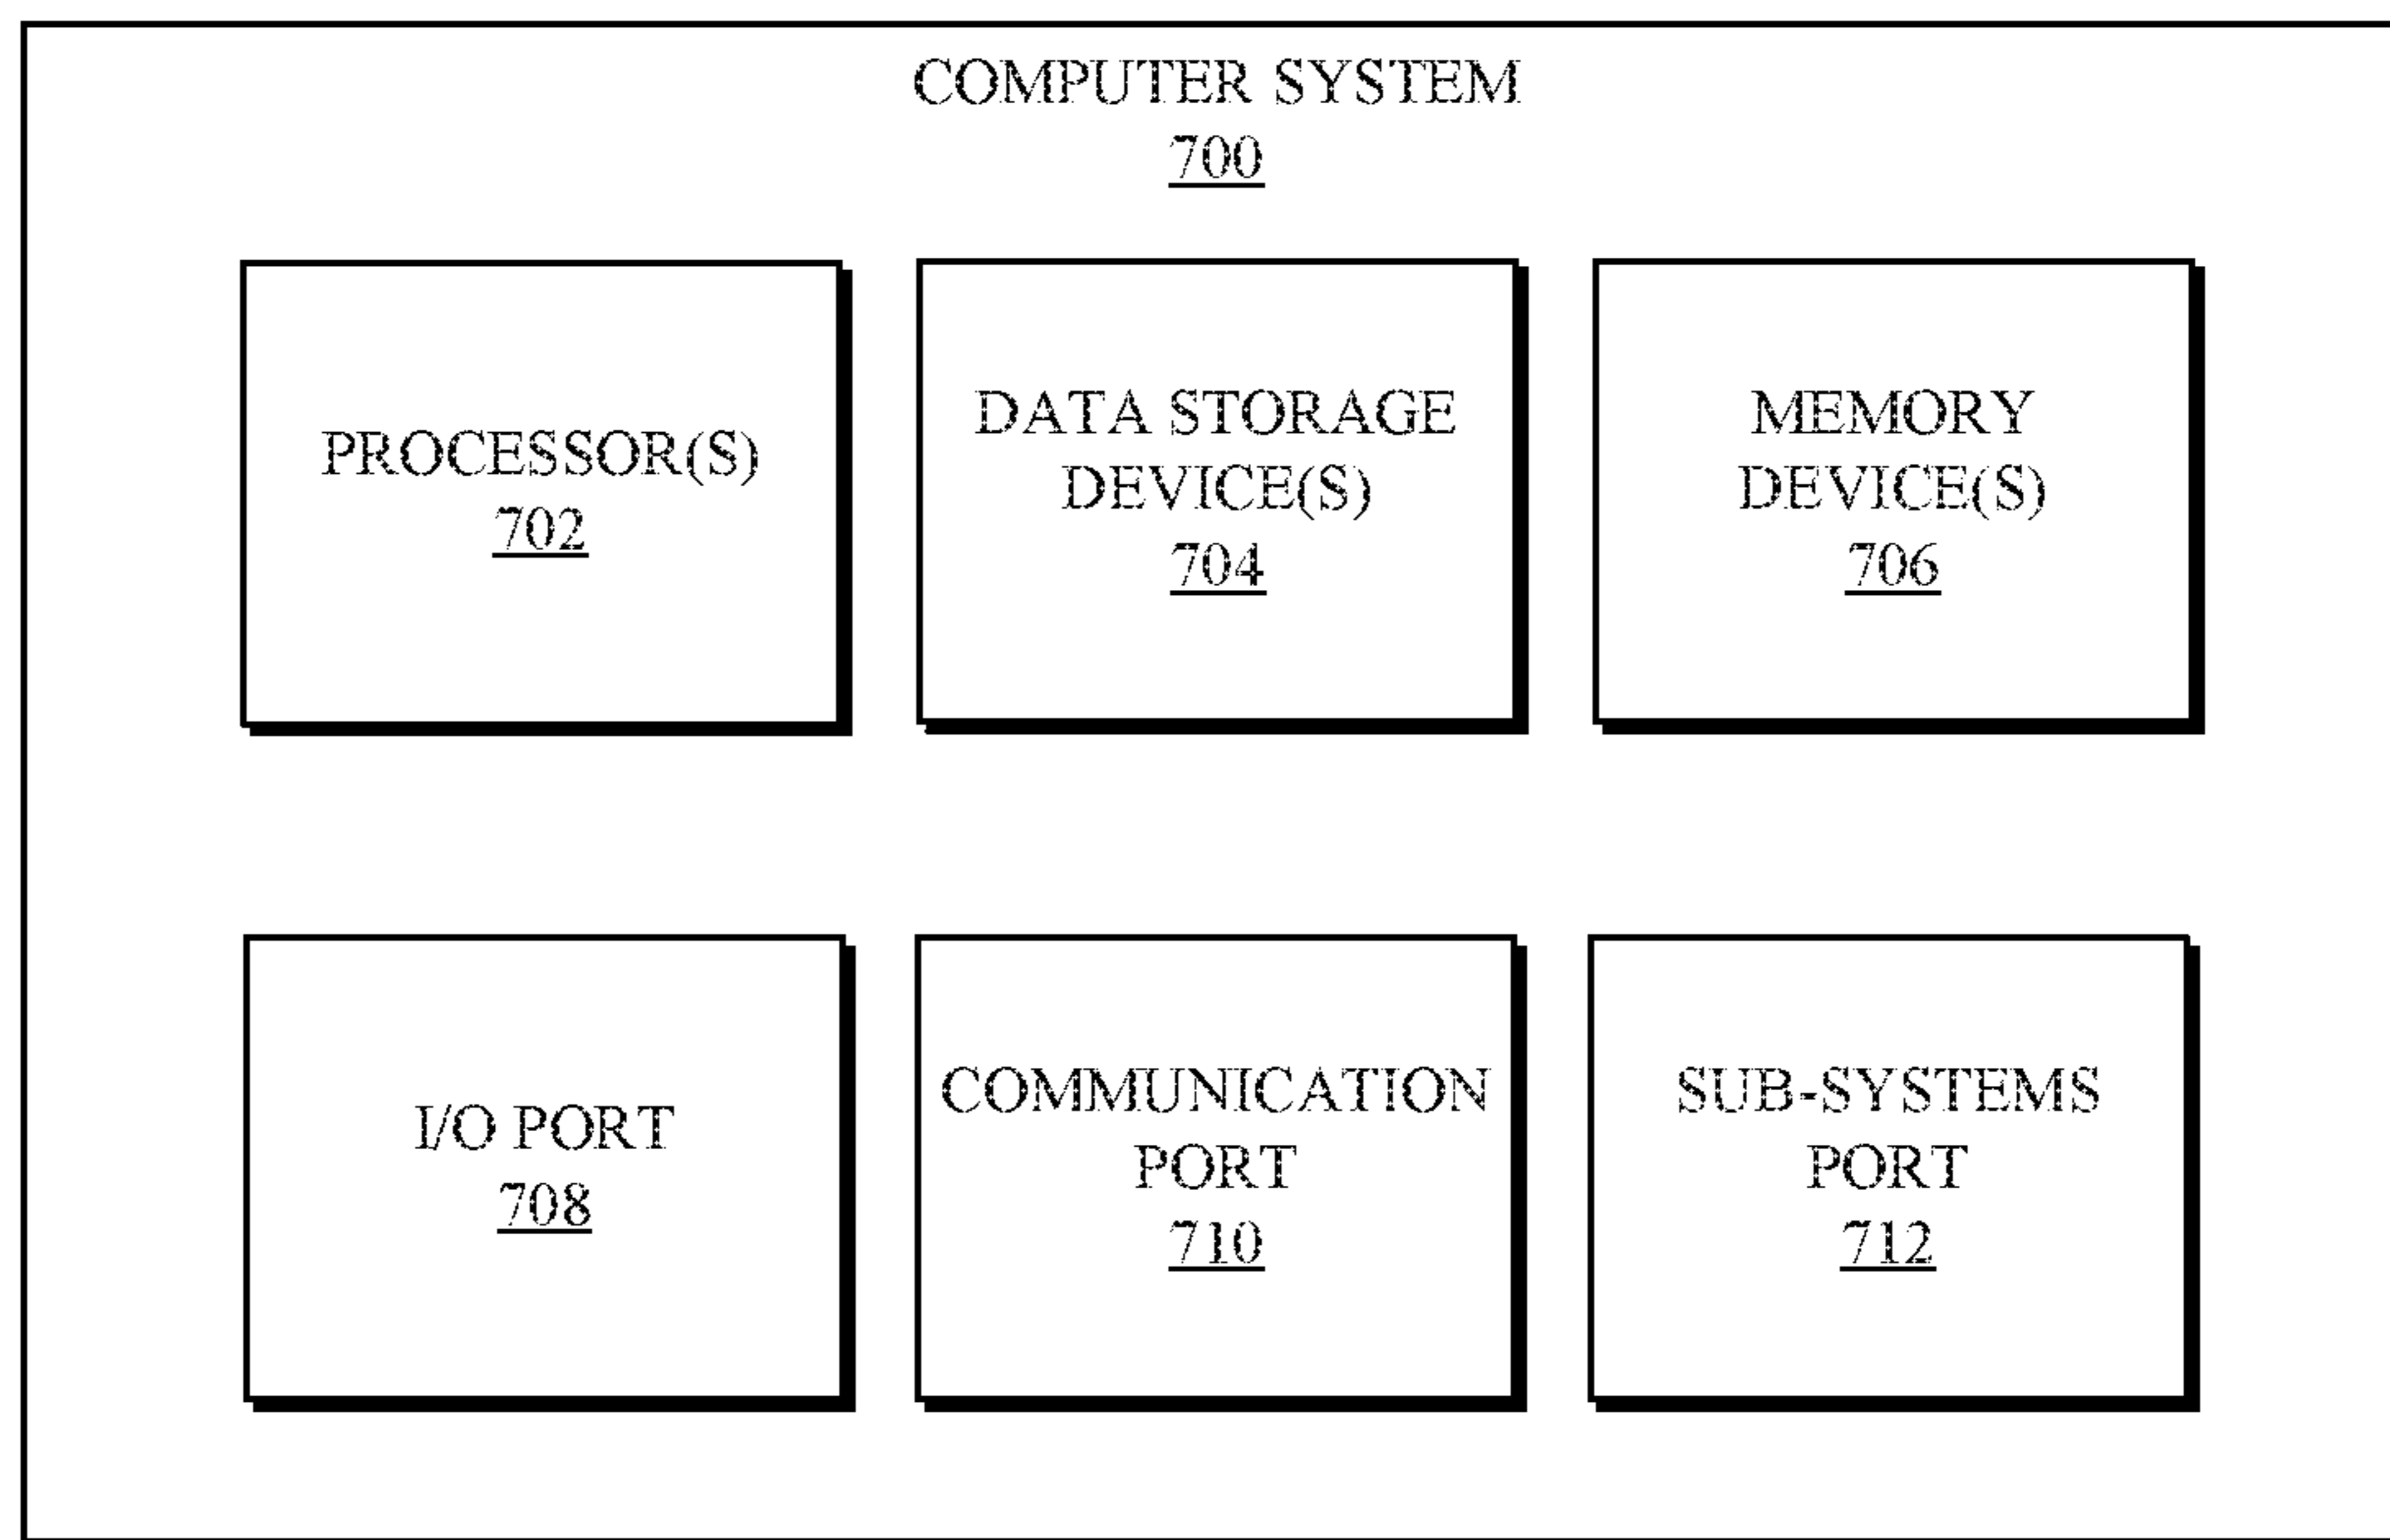 COMPUTER SYSTEM
700
PROCESSOR(S)
702
DATA STORAGE
DEVICE(S)
704
MEMORY
DEVICE(S)
706
I/O PORT
708
COMMUNICATION
PORT
710
SUB-SYSTEMS
PORT
712